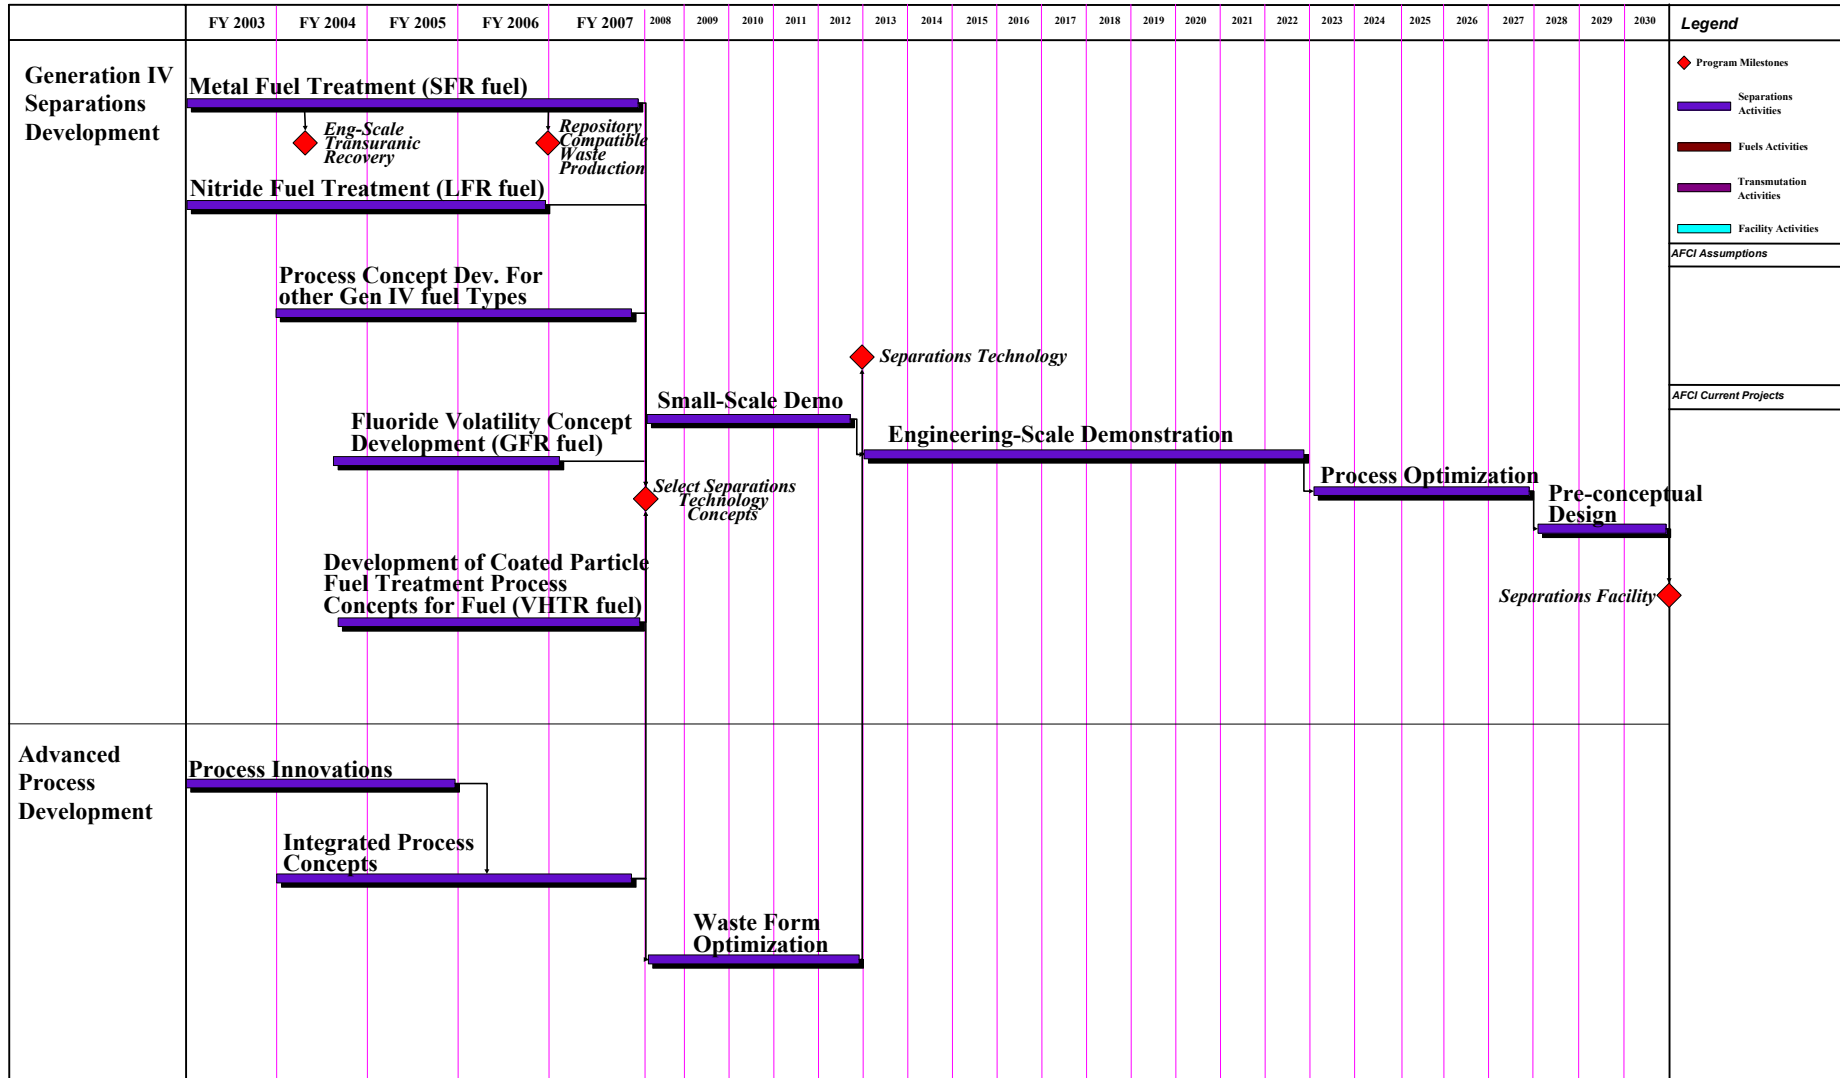 FY 2003 FY 2004 FY 2005 FY 2006 FY 2007 2008 2009 2010 2011 2012 2013 2014 2015 2016 2017 2018 2019 2020 2021 2022 2023 2024 2025 2026 2027 2028 2029 2030
Legend
Program Milestones
Separations
Activities
Fuels Activities
Transmutation
Activities
Facility Activities
AFCI Assumptions
AFCI Current Projects
Generation IV
Separations
Development
Metal Fuel Treatment (SFR fuel)
Eng-Scale
Transuranic
Recovery
Repository
Compatible
Waste
Production
Nitride Fuel Treatment (LFR fuel)
Process Concept Dev. For
other Gen IV fuel Types
Separations Technology
Small-Scale Demo
Fluoride Volatility Concept
Development (GFR fuel)
Engineering-Scale Demonstration
Select Separations
Technology
Concepts
Process Optimization
Pre-conceptual
Design
Development of Coated Particle
Fuel Treatment Process
Concepts for Fuel (VHTR fuel)
Separations Facility
Advanced
Process
Development
Process Innovations
Integrated Process
Concepts
Waste Form
Optimization